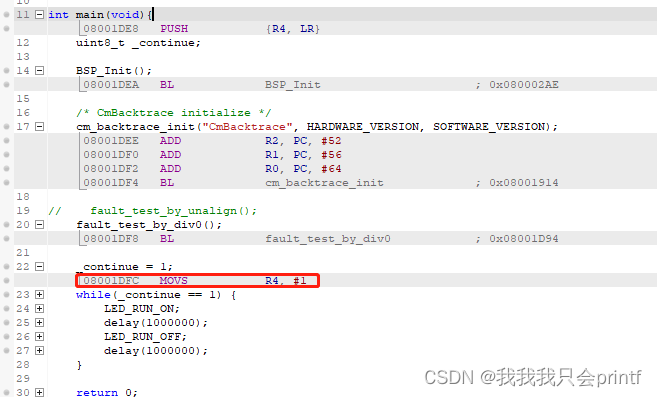 11 int main(void){
08001DE8 PUSH {R4, LR}
12 uint8_t _continue;
13
14 BSP_Init();
08001DEA BL BSP_Init ; 0x080002AE
15
16 /* CmBacktrace initialize */
17 cm_backtrace_init("CmBacktrace", HARDWARE_VERSION, SOFTWARE_VERSION);
08001DEE ADD R2, PC, #52
08001DF0 ADD R1, PC, #56
08001DF2 ADD R0, PC, #64
08001DF4 BL cm_backtrace_init ; 0x08001914
18
19 // fault_test_by_unalign();
20 fault_test_by_div0();
08001DF8 BL fault_test_by_div0 ; 0x08001D94
21
22 _continue = 1;
08001DFC MOVS R4, #1
23 while(_continue == 1) {
24 LED_RUN_ON;
25 delay(1000000);
26 LED_RUN_OFF;
27 delay(1000000);
28 }
29
30 return 0;
CSDN @我我我只会printf